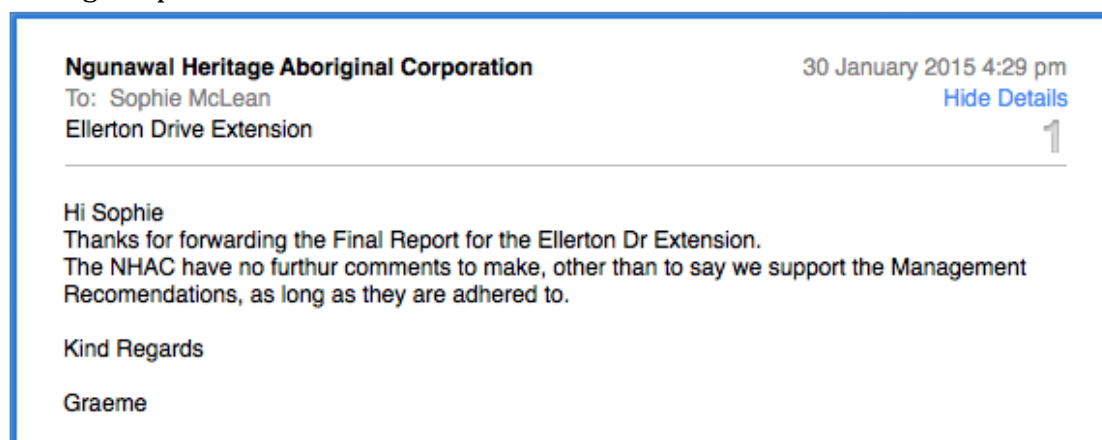 Ngunawal Heritage Aboriginal Corporation 30 January 2015 4:29 pm
To: Sophie McLean Hide Details
Ellerton Drive Extension 1
Hi Sophie
Thanks for forwarding the Final Report for the Ellerton Dr Extension.
The NHAC have no furthur comments to make, other than to say we support the Management
Recomendations, as long as they are adhered to.
Kind Regards
Graeme